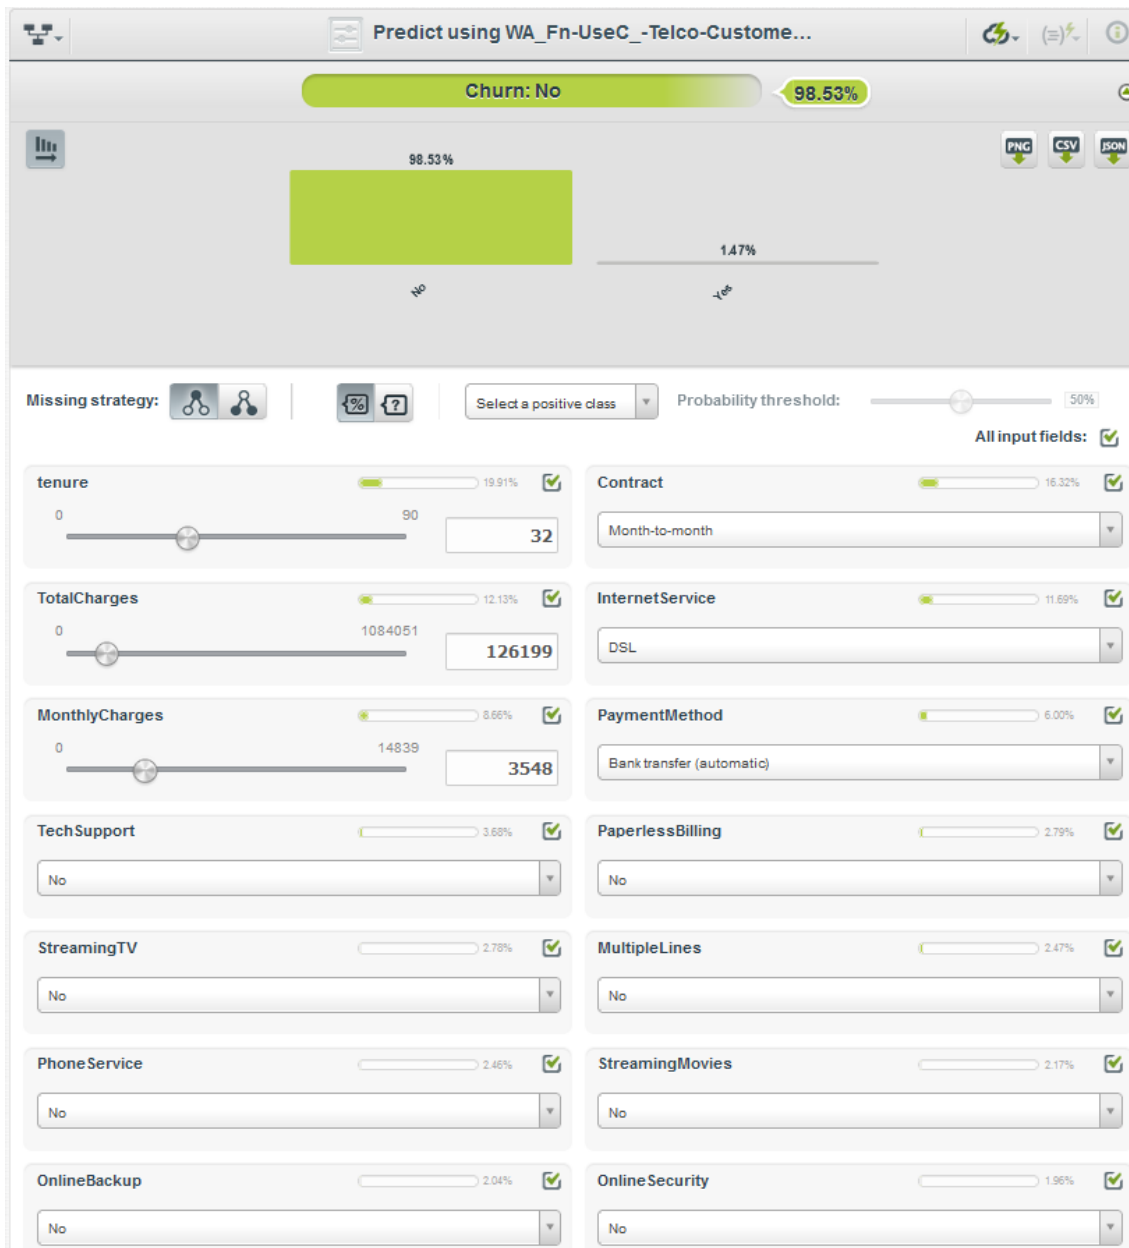 Predict using WA_Fn-UseC_-Telco-Custome...
Churn: No
98.53%
PNG CSV JSON
98.53%
1.47%
No
Yes
Missing strategy:
Select a positive class
Probability threshold:
50%
All input fields:
tenure 19.91%
0 90
32
Contract 16.32%
Month-to-month
TotalCharges 12.13%
0 1084051
126199
InternetService 11.69%
DSL
MonthlyCharges 8.66%
0 14839
3548
PaymentMethod 6.00%
Bank transfer (automatic)
TechSupport 3.68%
No
PaperlessBilling 2.79%
No
StreamingTV 2.78%
No
MultipleLines 2.47%
No
PhoneService 2.46%
No
StreamingMovies 2.17%
No
OnlineBackup 2.04%
No
OnlineSecurity 1.96%
No